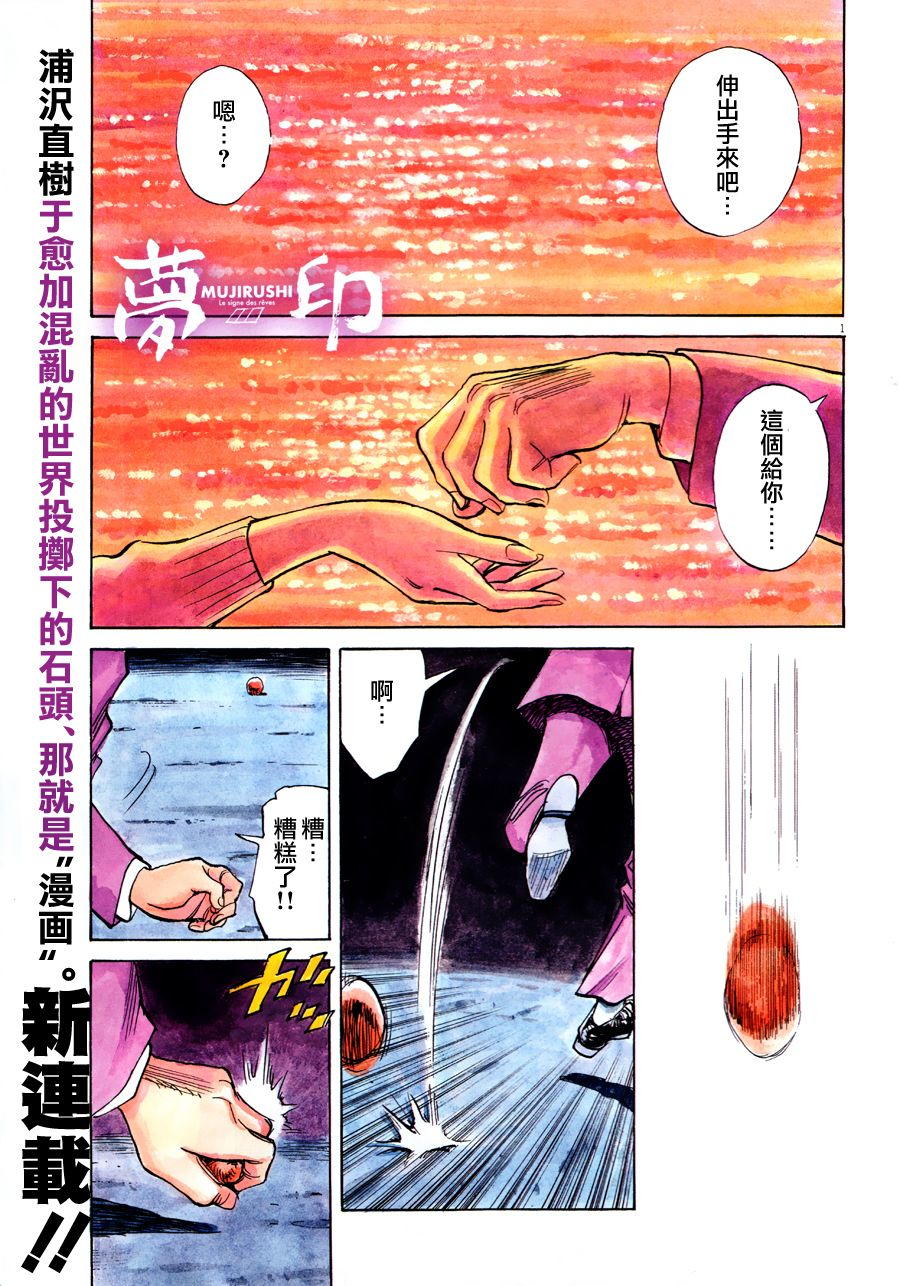 伸出手來吧…
嗯…?
夢印
MUJIRUSHI
Le signe des rêves
1
這個給你……
啊…
糟…
糟糕了!!
ガッ
浦沢直樹于愈加混亂的世界投擲下的石頭、那就是“漫画”。
新連載!!